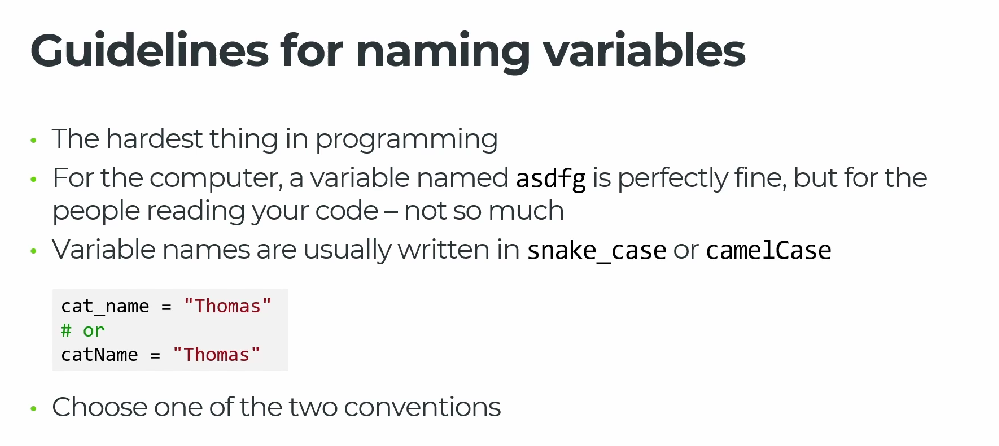 Guidelines for naming variables
• The hardest thing in programming
• For the computer, a variable named asdfg is perfectly fine, but for the
people reading your code – not so much
• Variable names are usually written in snake_case or camelCase
cat_name = "Thomas"
# or
catName = "Thomas"
• Choose one of the two conventions